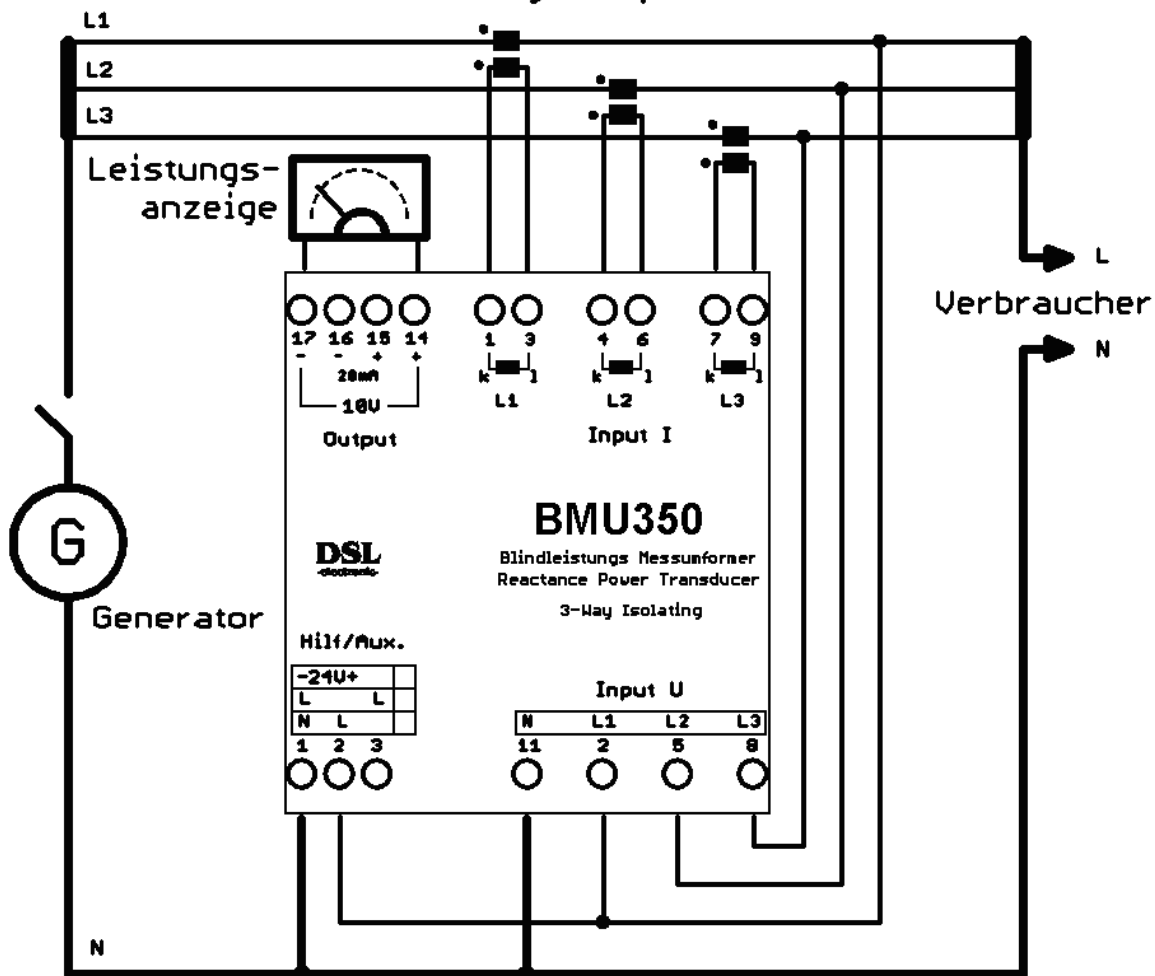 L1
L2
L3
Leistungs-
anzeige
L
Verbraucher
N
17 16 15 14 1 3 4 6 7 9
- - + +
20mA
10V
k l k l k l
L1 L2 L3
Output
Input I
BMU350
Blindleistungs Messumformer
Reactance Power Transducer
3-Way Isolating
DSL
electronic
G
Generator
Hilf/Aux.
-24V+
L L
N L
1 2 3
Input U
N L1 L2 L3
11 2 5 8
N